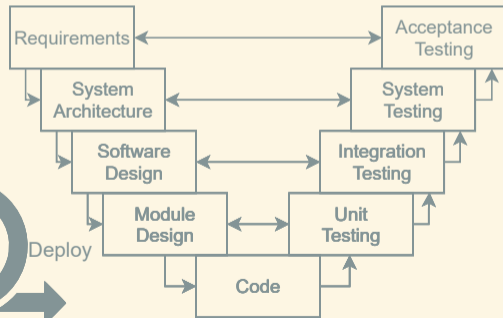 Requirements
Acceptance
Testing
System
Architecture
System
Testing
Software
Design
Integration
Testing
Module
Design
Unit
Testing
Deploy
Code